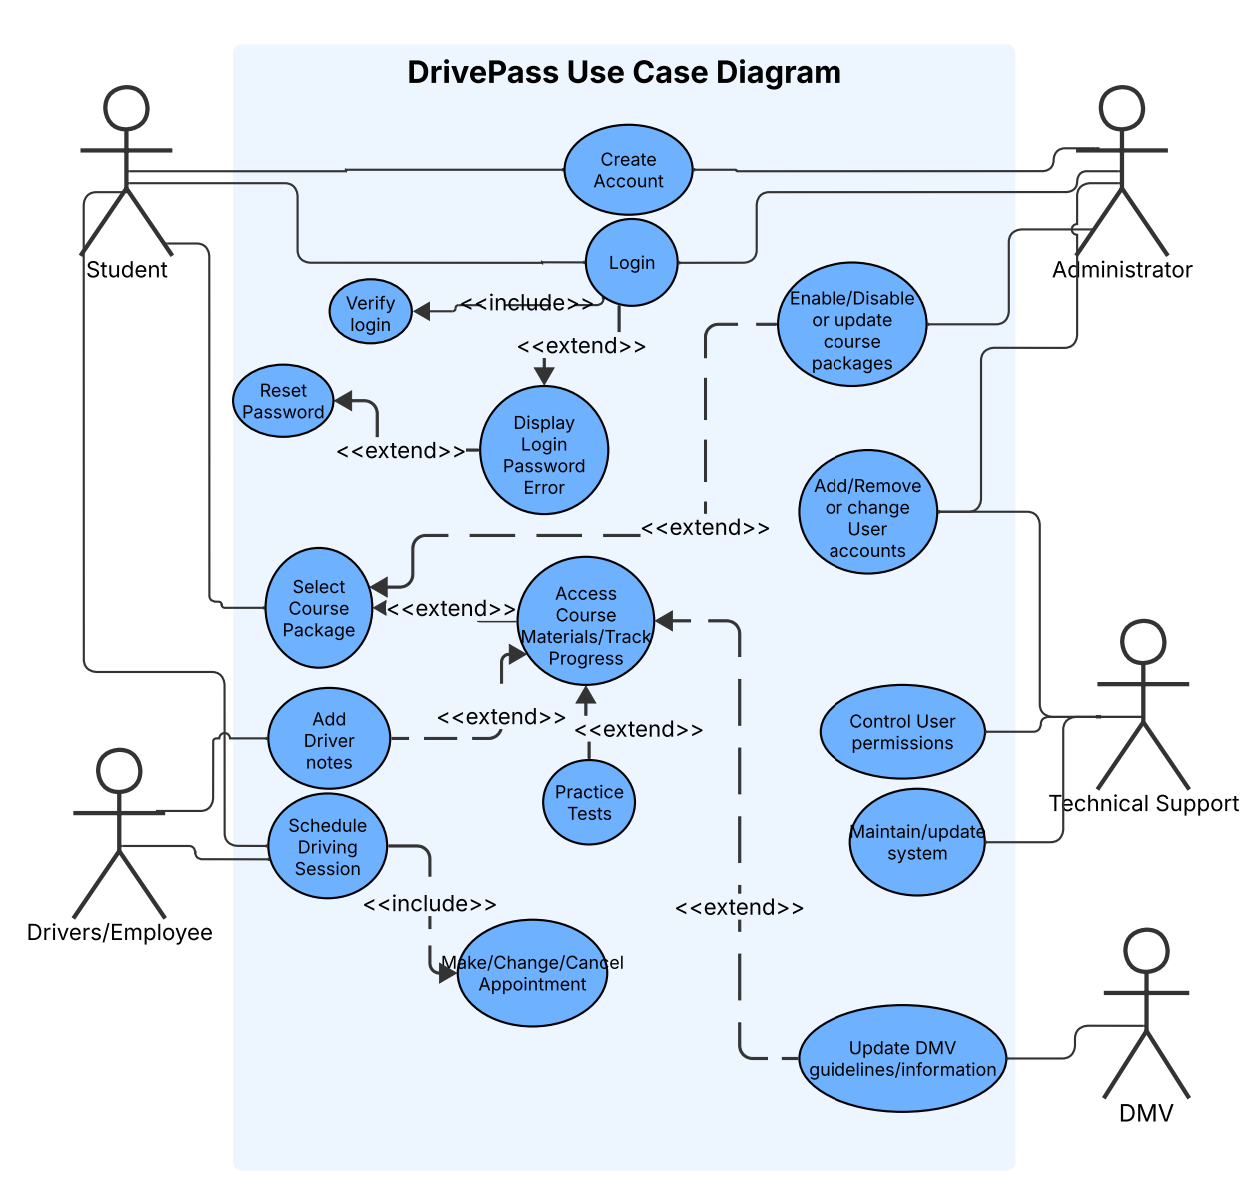 DrivePass Use Case Diagram
Create
Account
Login
Student
Administrator
Verify
login
<<include>>
Enable/Disable
or update
course
packages
<<extend>>
Reset
Password
Display
Login
Password
Error
<<extend>>
Add/Remove
or change
User
accounts
<<extend>>
Select
Course
Package
<<extend>>
Access
Course
Materials/Track
Progress
Add
Driver
notes
<<extend>>
<<extend>>
Control User
permissions
Practice
Tests
Technical Support
Schedule
Driving
Session
Maintain/update
system
<<include>>
<<extend>>
Drivers/Employee
Make/Change/Cancel
Appointment
Update DMV
guidelines/information
DMV